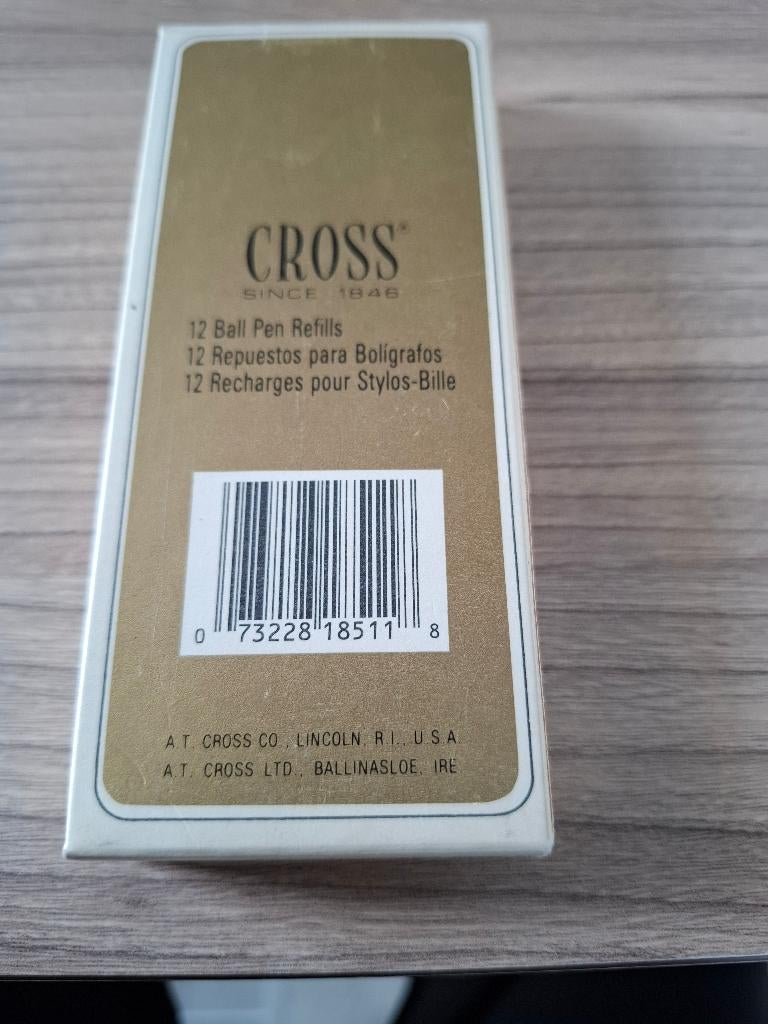 CROSS®
SINCE 1846
12 Ball Pen Refills
12 Repuestos para Bolígrafos
12 Recharges pour Stylos-Bille
0 73228 18511 8
A.T. CROSS CO., LINCOLN, R.I., U.S.A.
A.T. CROSS LTD., BALLINASLOE, IRE